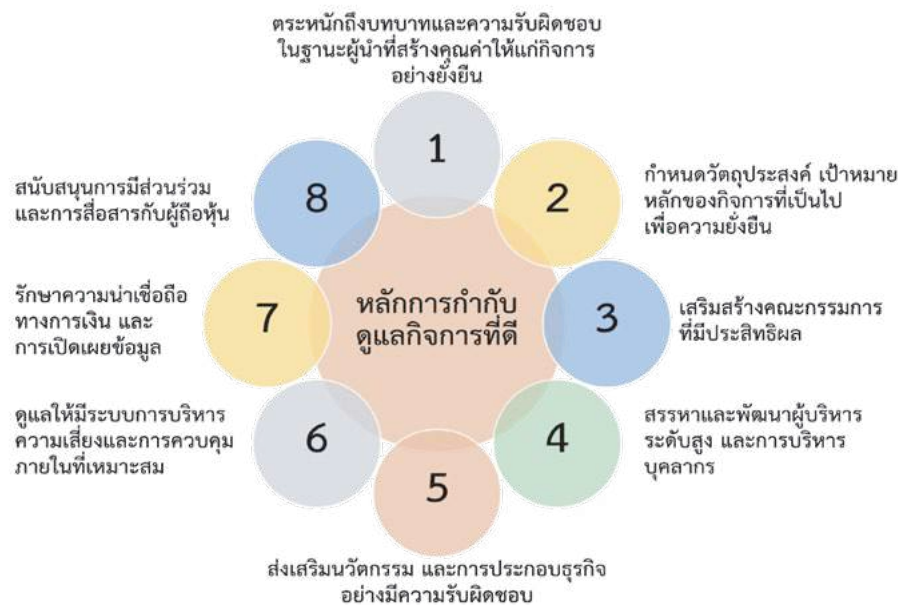 ตระหนักถึงบทบาทและความรับผิดชอบ
ในฐานะผู้นำที่สร้างคุณค่าให้แก่กิจการ
อย่างยั่งยืน
1
2
กำหนดวัตถุประสงค์ เป้าหมาย
หลักของกิจการที่เป็นไป
เพื่อความยั่งยืน
3
เสริมสร้างคณะกรรมการ
ที่มีประสิทธิผล
4
สรรหาและพัฒนาผู้บริหาร
ระดับสูง และการบริหาร
บุคลากร
5
ส่งเสริมนวัตกรรม และการประกอบธุรกิจ
อย่างมีความรับผิดชอบ
6
ดูแลให้มีระบบการบริหาร
ความเสี่ยงและการควบคุม
ภายในที่เหมาะสม
7
รักษาความน่าเชื่อถือ
ทางการเงิน และ
การเปิดเผยข้อมูล
8
สนับสนุนการมีส่วนร่วม
และการสื่อสารกับผู้ถือหุ้น
หลักการกำกับ
ดูแลกิจการที่ดี